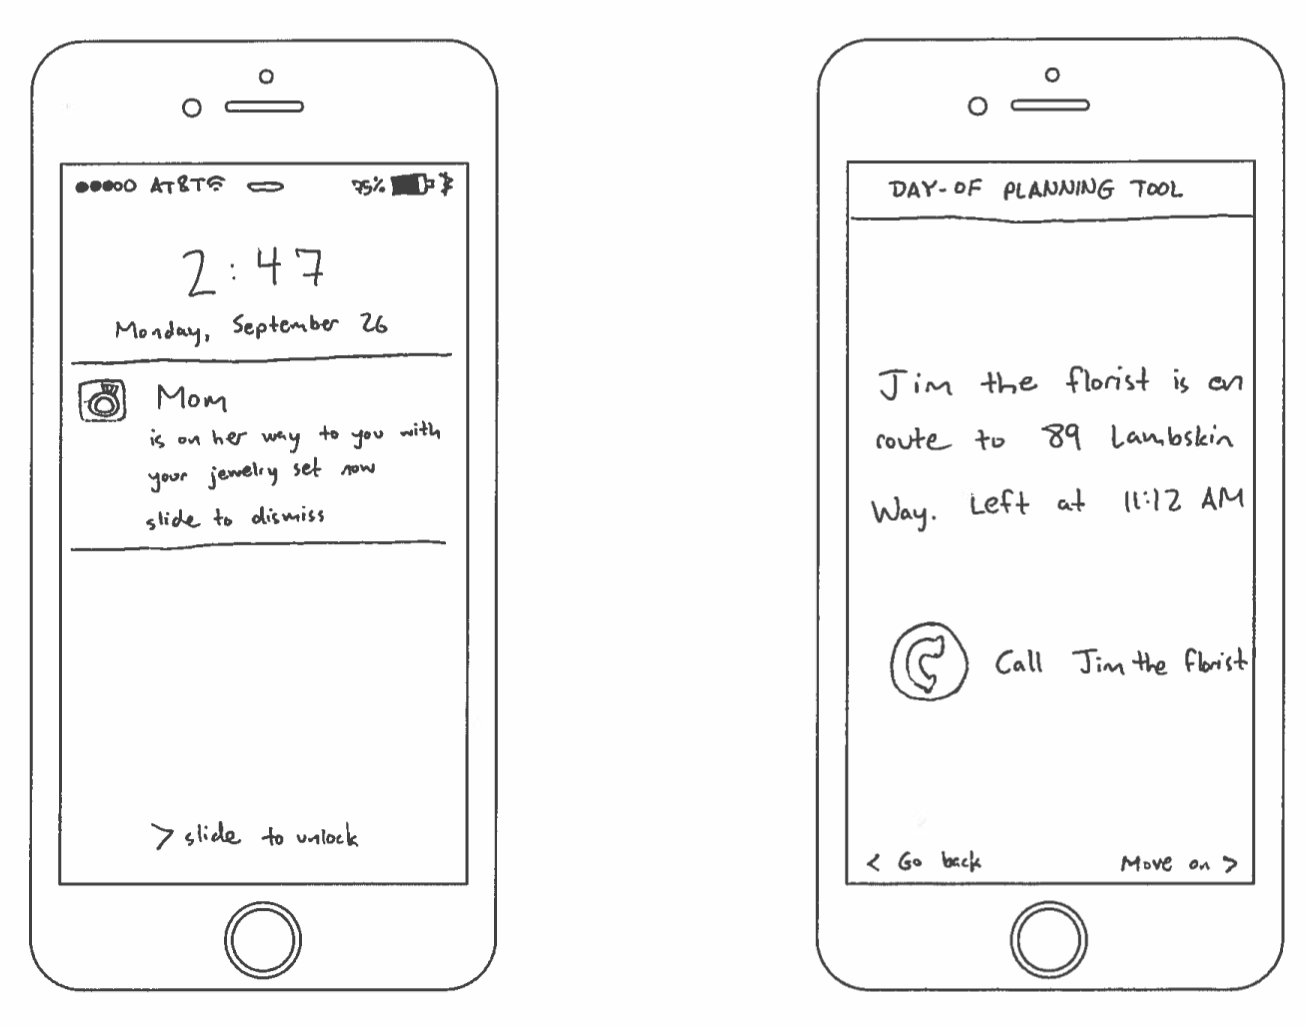 AT&T 75%
2:47
Monday, September 26
Mom
is on her way to you with
your jewelry set now
slide to dismiss
> slide to unlock
DAY-OF PLANNING TOOL
Jim the florist is en
route to 89 Lambskin
Way. Left at 11:12 AM
Call Jim the florist
< Go back Move on >